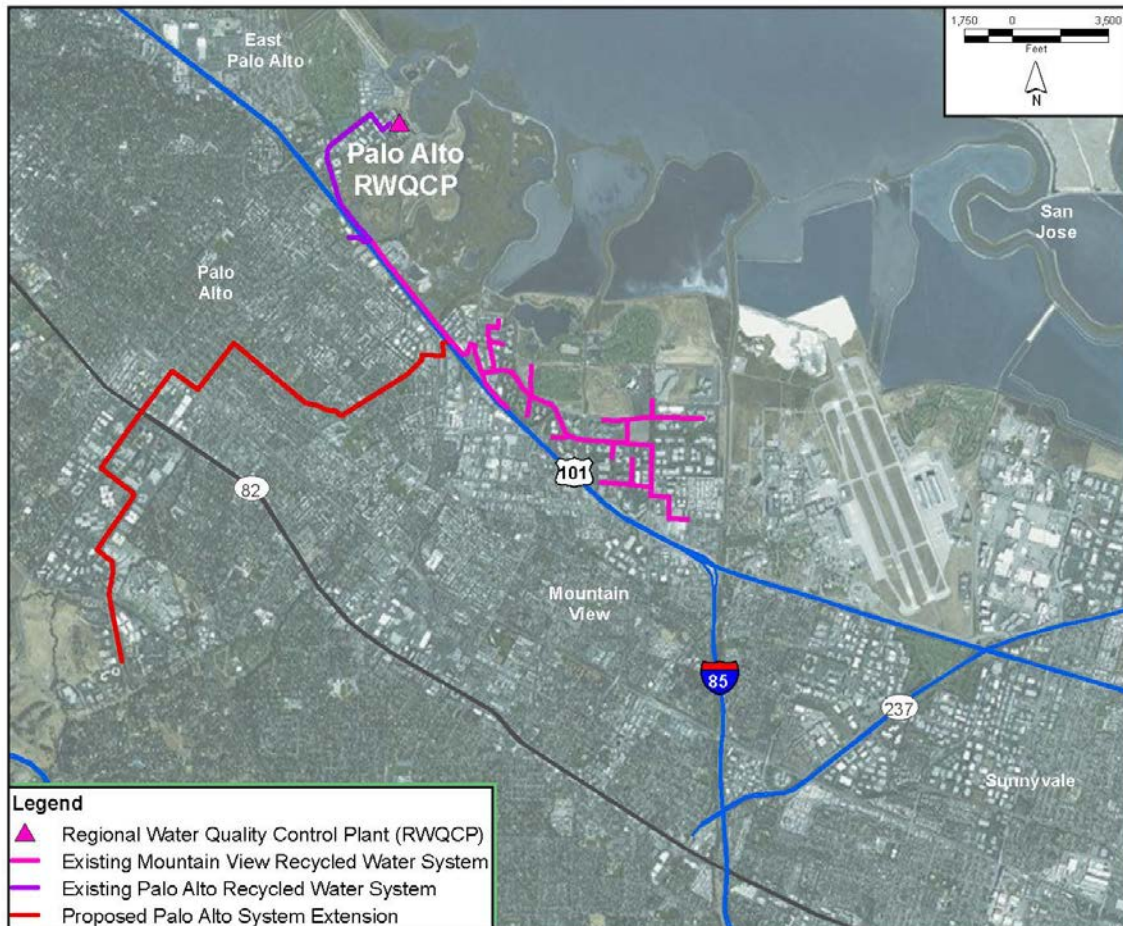 1,750 0 3,500
Feet
N
East
Palo Alto
Palo Alto
RWQCP
San
Jose
Palo
Alto
101
82
Mountain
View
85
237
Sunnyvale
Legend
Regional Water Quality Control Plant (RWQCP)
Existing Mountain View Recycled Water System
Existing Palo Alto Recycled Water System
Proposed Palo Alto System Extension